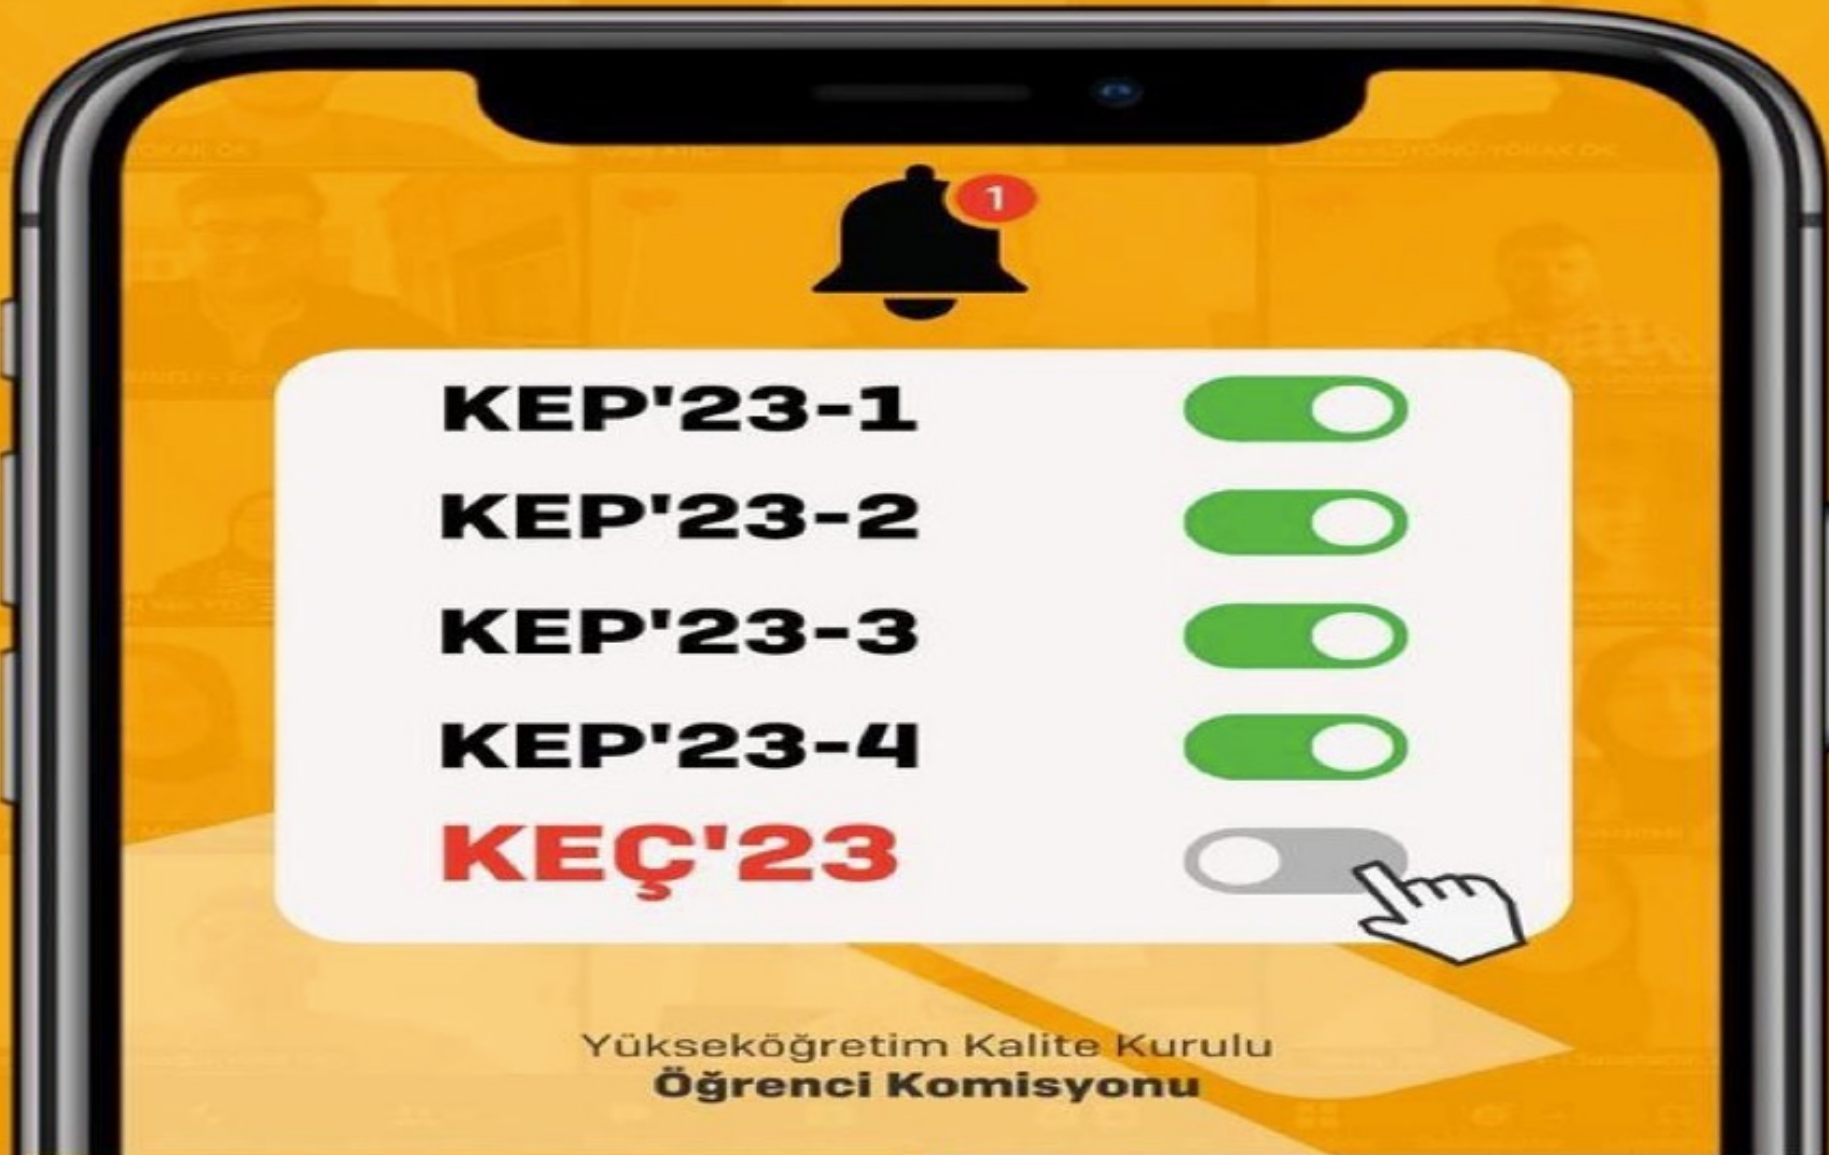 1
KEP'23-1
KEP'23-2
KEP'23-3
KEP'23-4
KEÇ'23
Yükseköğretim Kalite Kurulu
Öğrenci Komisyonu